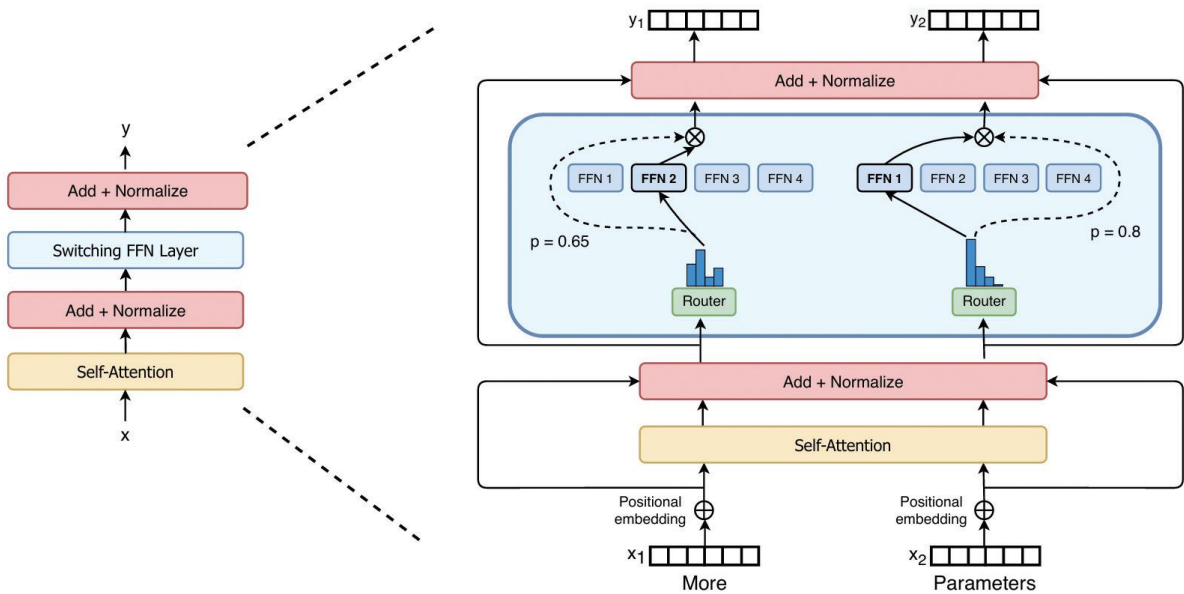 y
Add + Normalize
Switching FFN Layer
Add + Normalize
Self-Attention
x
y1 y2
Add + Normalize
FFN 1 FFN 2 FFN 3 FFN 4 FFN 1 FFN 2 FFN 3 FFN 4
p = 0.65 p = 0.8
Router Router
Add + Normalize
Self-Attention
Positional embedding Positional embedding
x1 x2
More Parameters